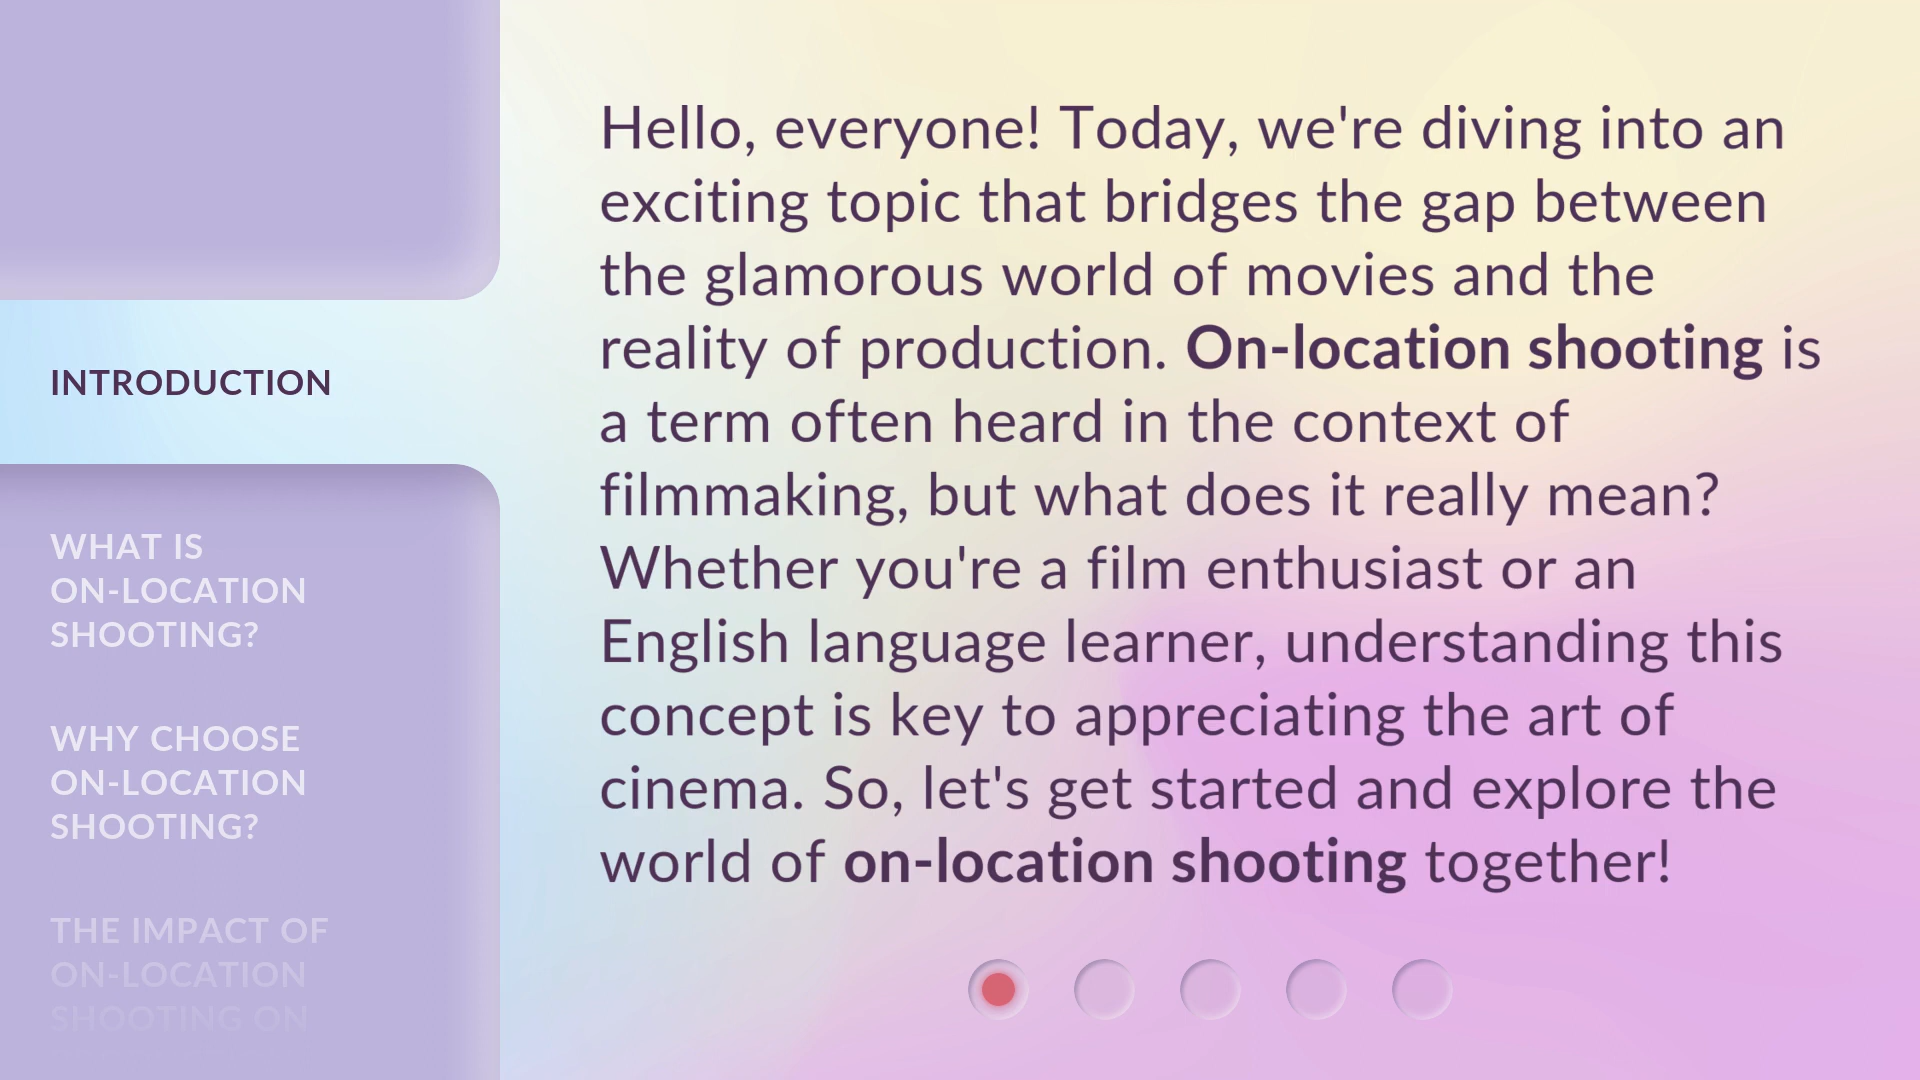 INTRODUCTION
WHAT IS
ON-LOCATION
SHOOTING?
WHY CHOOSE
ON-LOCATION
SHOOTING?
THE IMPACT OF
ON-LOCATION
SHOOTING ON
Hello, everyone! Today, we're diving into an
exciting topic that bridges the gap between
the glamorous world of movies and the
reality of production. On-location shooting is
a term often heard in the context of
filmmaking, but what does it really mean?
Whether you're a film enthusiast or an
English language learner, understanding this
concept is key to appreciating the art of
cinema. So, let's get started and explore the
world of on-location shooting together!